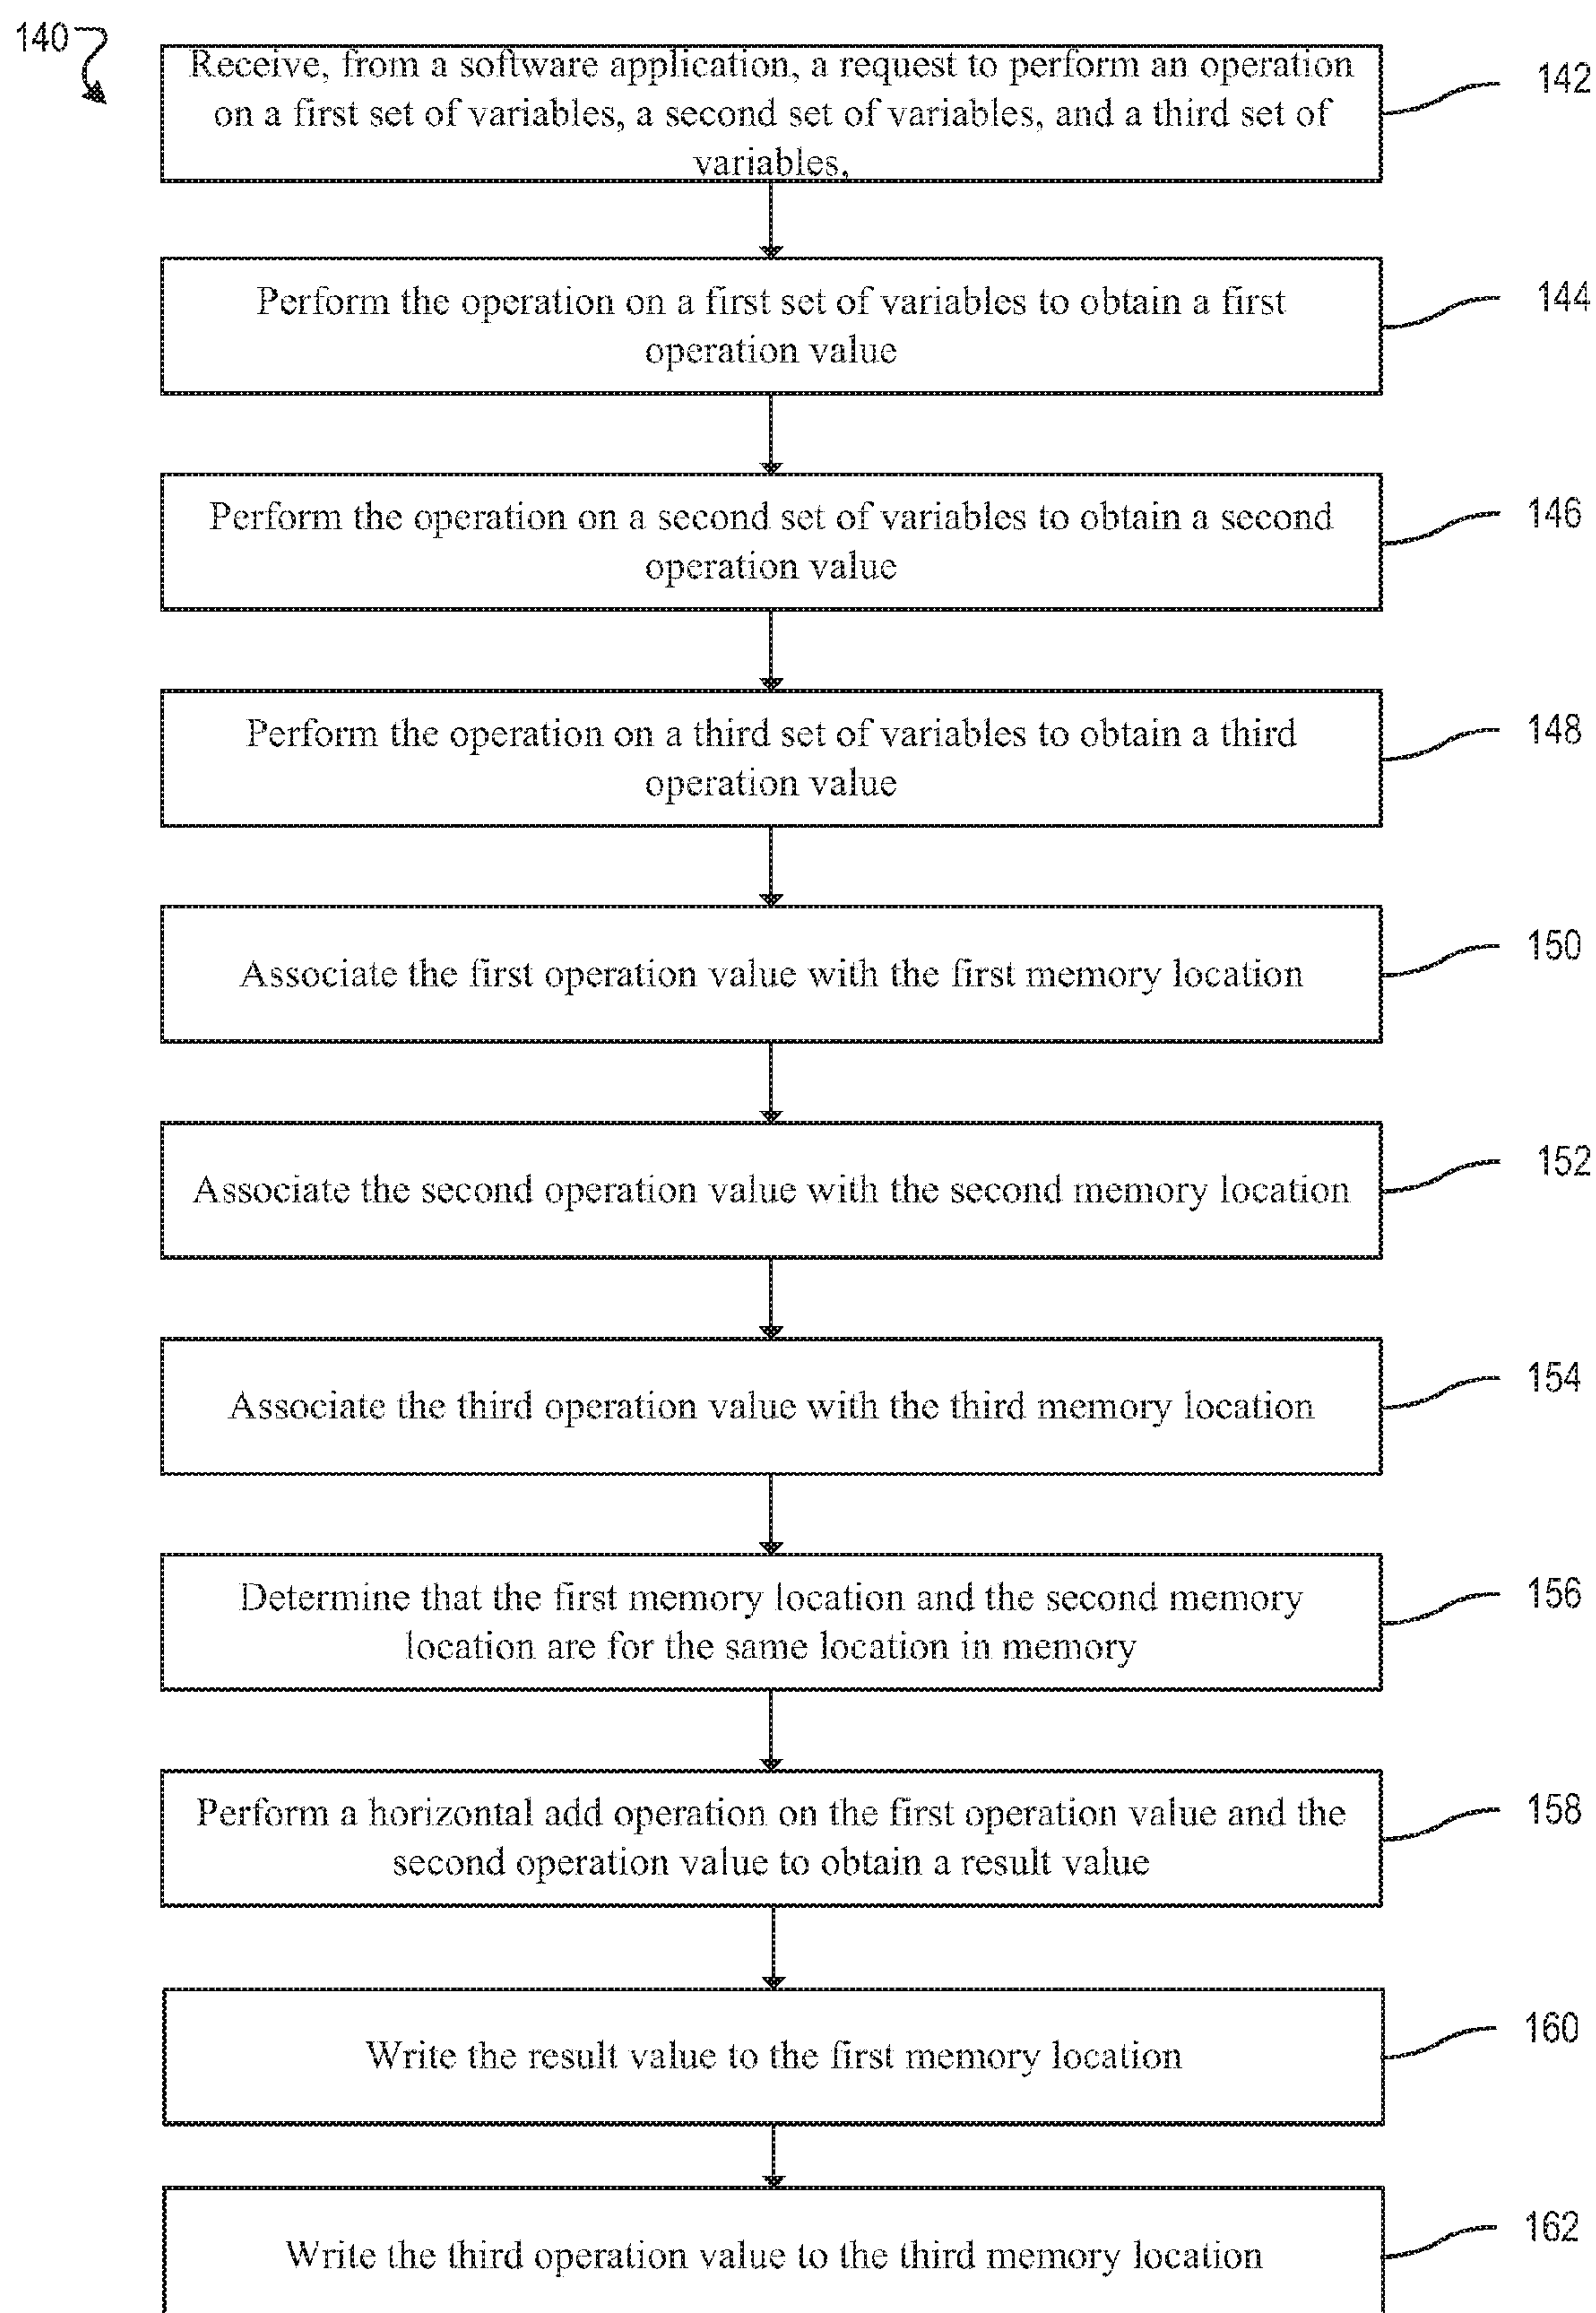 140
Receive, from a software application, a request to perform an operation
on a first set of variables, a second set of variables, and a third set of
variables,
142
Perform the operation on a first set of variables to obtain a first
operation value
144
Perform the operation on a second set of variables to obtain a second
operation value
146
Perform the operation on a third set of variables to obtain a third
operation value
148
Associate the first operation value with the first memory location
150
Associate the second operation value with the second memory location
152
Associate the third operation value with the third memory location
154
Determine that the first memory location and the second memory
location are for the same location in memory
156
Perform a horizontal add operation on the first operation value and the
second operation value to obtain a result value
158
Write the result value to the first memory location
160
Write the third operation value to the third memory location
162